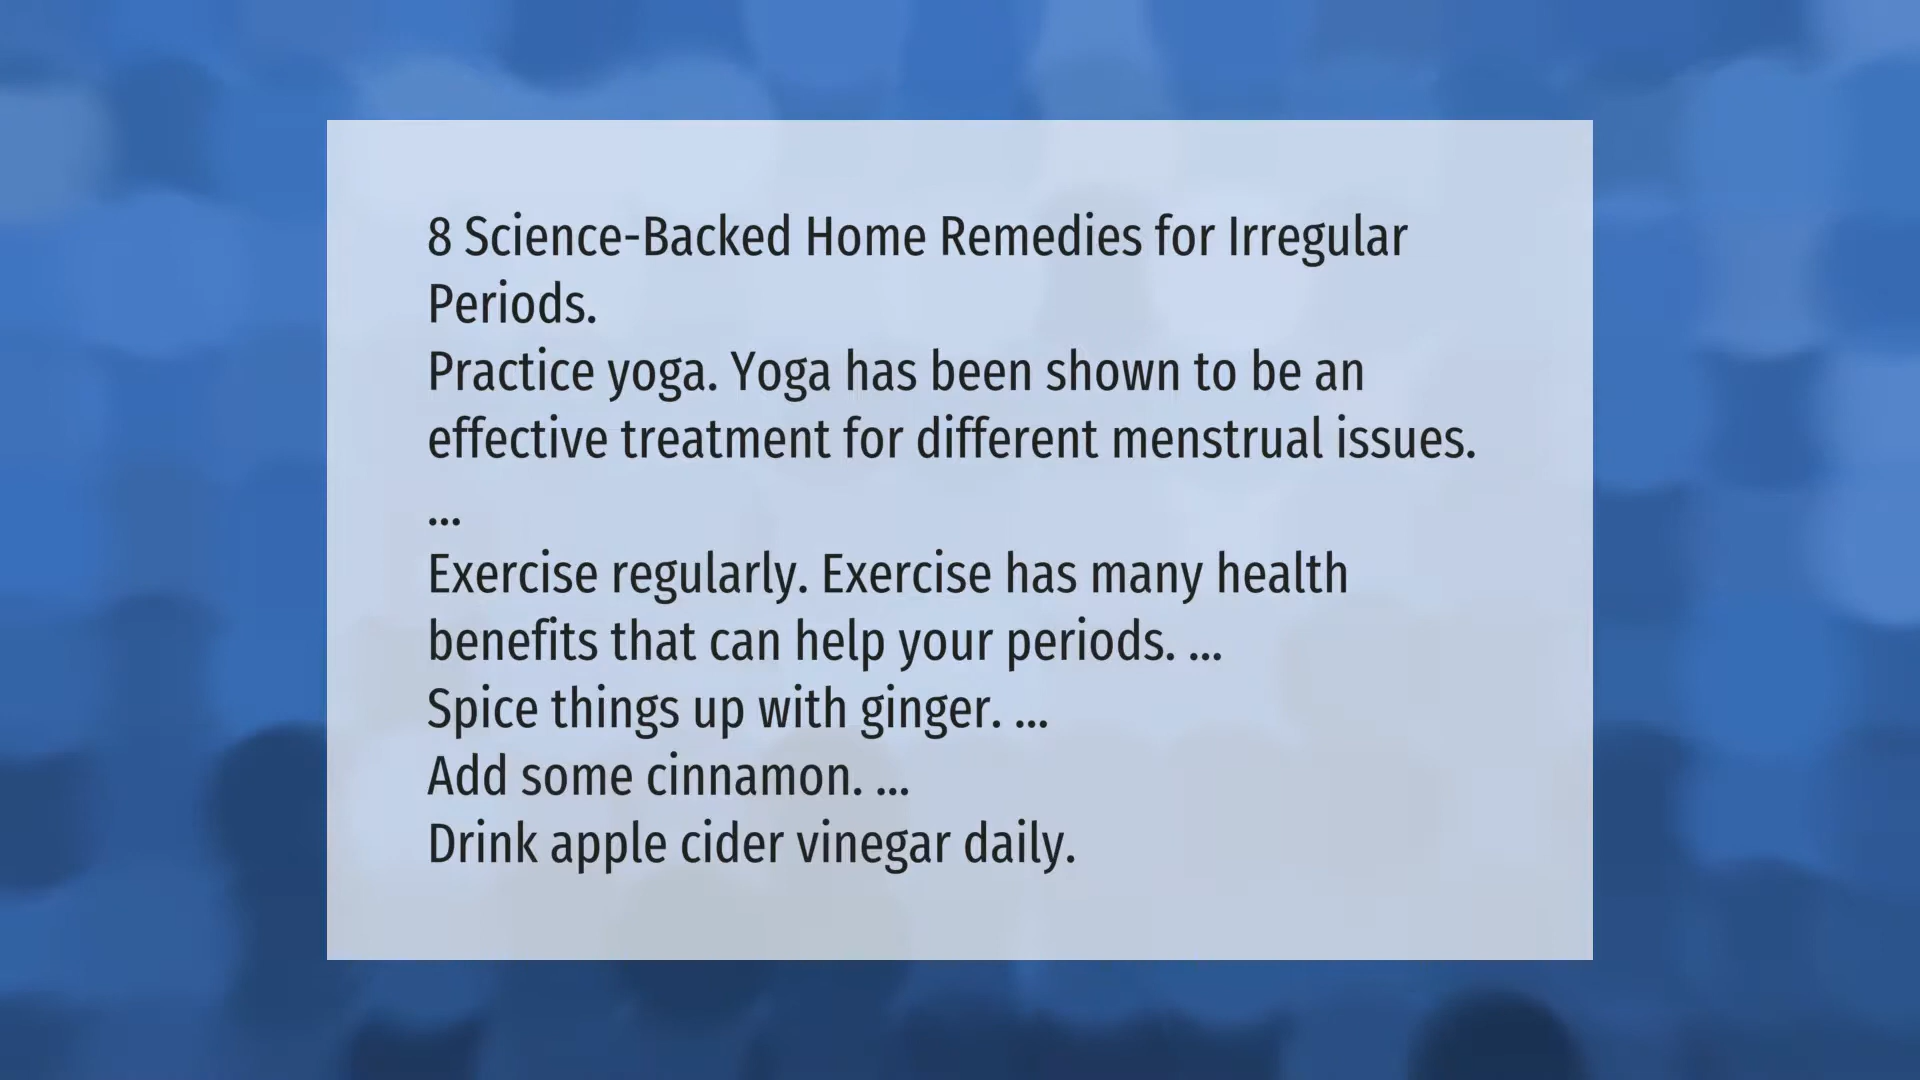 8 Science-Backed Home Remedies for Irregular
Periods.
Practice yoga. Yoga has been shown to be an
effective treatment for different menstrual issues.
...
Exercise regularly. Exercise has many health
benefits that can help your periods. ...
Spice things up with ginger. ...
Add some cinnamon. ...
Drink apple cider vinegar daily.